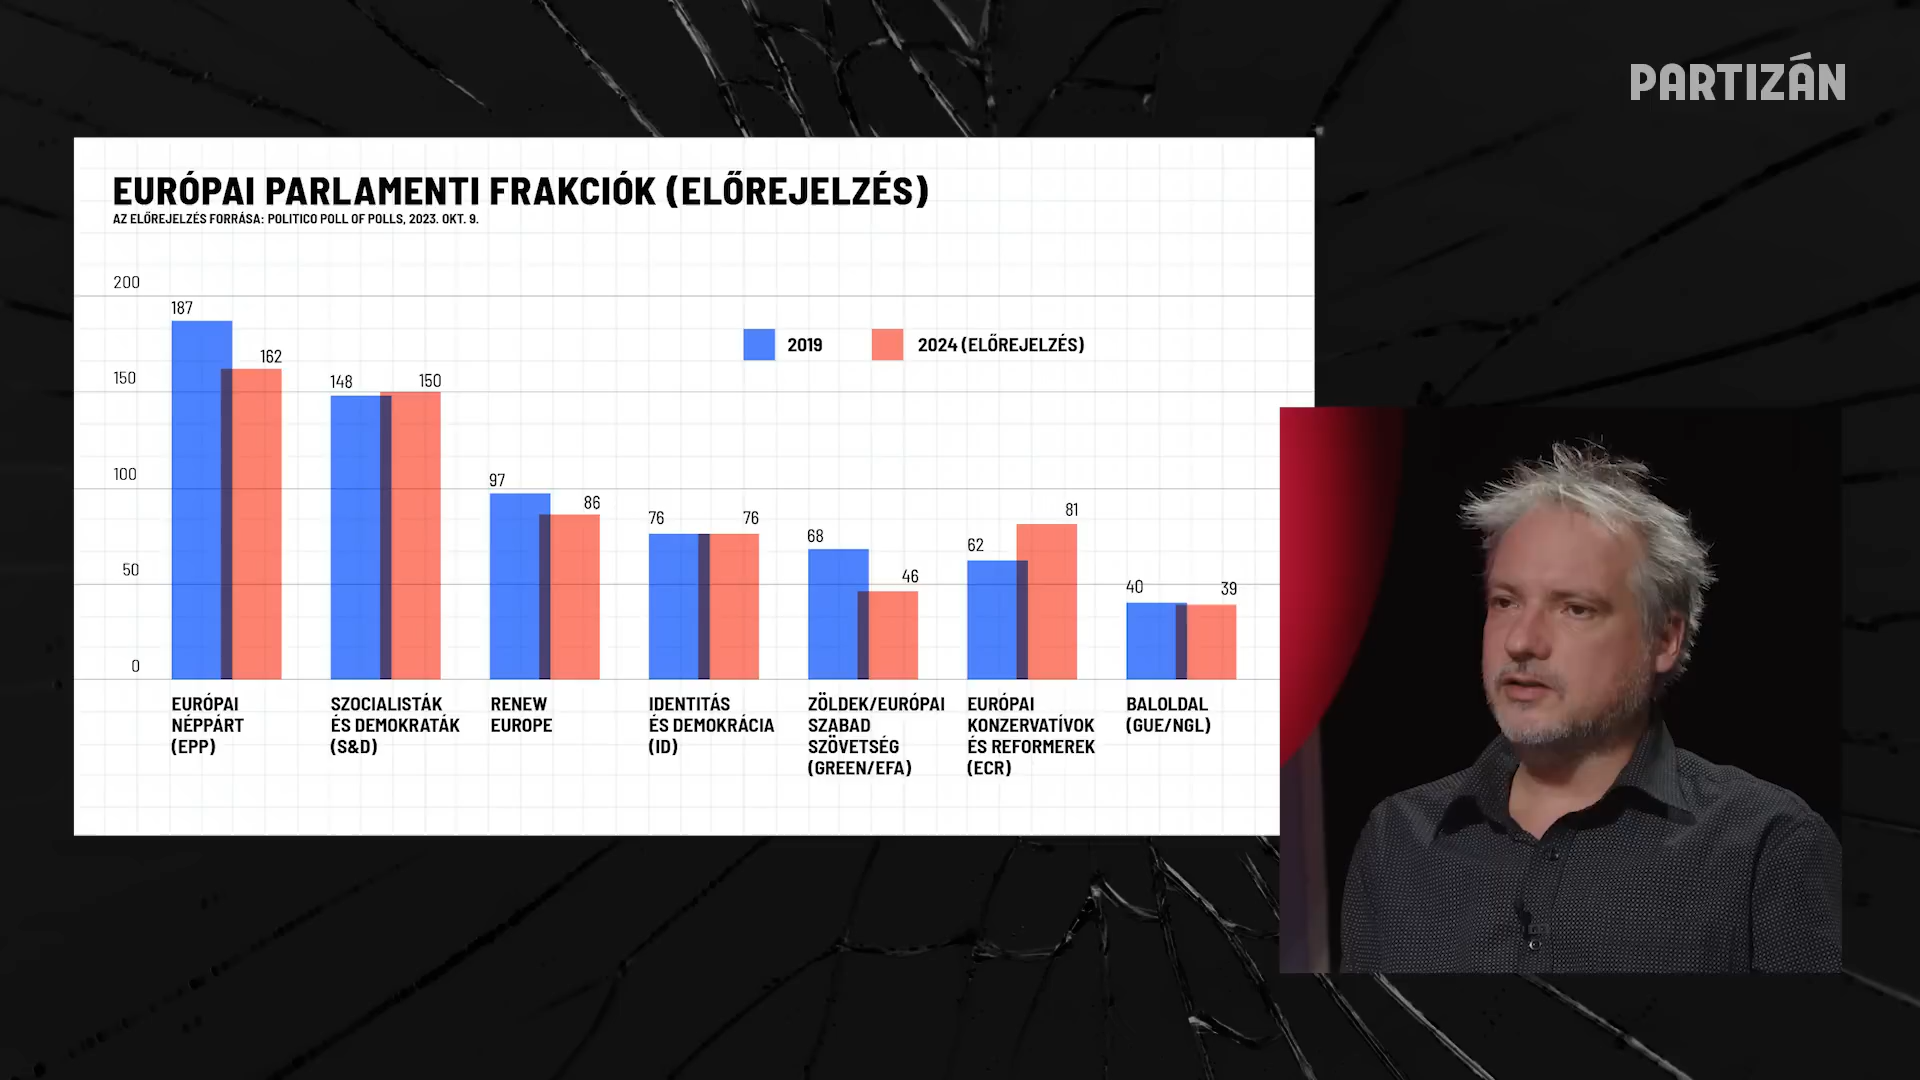 PARTIZÁN
EURÓPAI PARLAMENTI FRAKCIÓK (ELŐREJELZÉS)
AZ ELŐREJELZÉS FORRÁSA: POLITICO POLL OF POLLS, 2023. OKT. 9.
2019
2024 (ELŐREJELZÉS)
200
150
100
50
0
187
162
148
150
97
86
76
76
68
46
62
81
40
39
EURÓPAI
NÉPPÁRT
(EPP)
SZOCIALISTÁK
ÉS DEMOKRATÁK
(S&D)
RENEW
EUROPE
IDENTITÁS
ÉS DEMOKRÁCIA
(ID)
ZÖLDEK/EURÓPAI
SZABAD
SZÖVETSÉG
(GREEN/EFA)
EURÓPAI
KONZERVATÍVOK
ÉS REFORMEREK
(ECR)
BALOLDAL
(GUE/NGL)